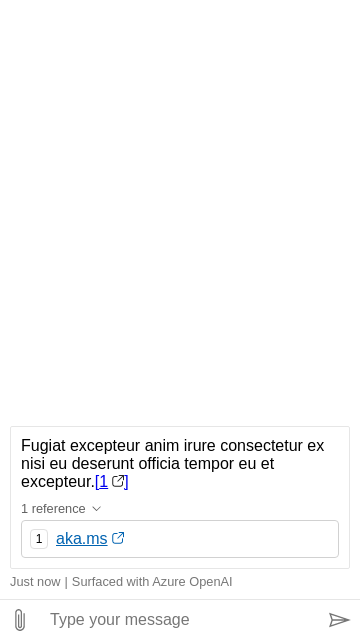 Fugiat excepteur anim irure consectetur ex
nisi eu deserunt officia tempor eu et
excepteur.[1]
1 reference
1 aka.ms
Just now | Surfaced with Azure OpenAI
Type your message